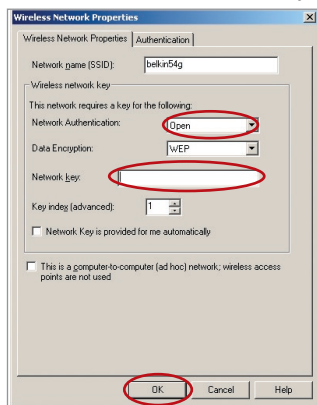 Wireless Network Properties
Wireless Network Properties Authentication
Network name (SSID): belkin54g
Wireless network key
This network requires a key for the following:
Network Authentication: Open
Data Encryption: WEP
Network key:
Key index (advanced): 1
Network Key is provided for me automatically
This is a computer-to-computer (ad hoc) network; wireless access
points are not used
OK Cancel Help